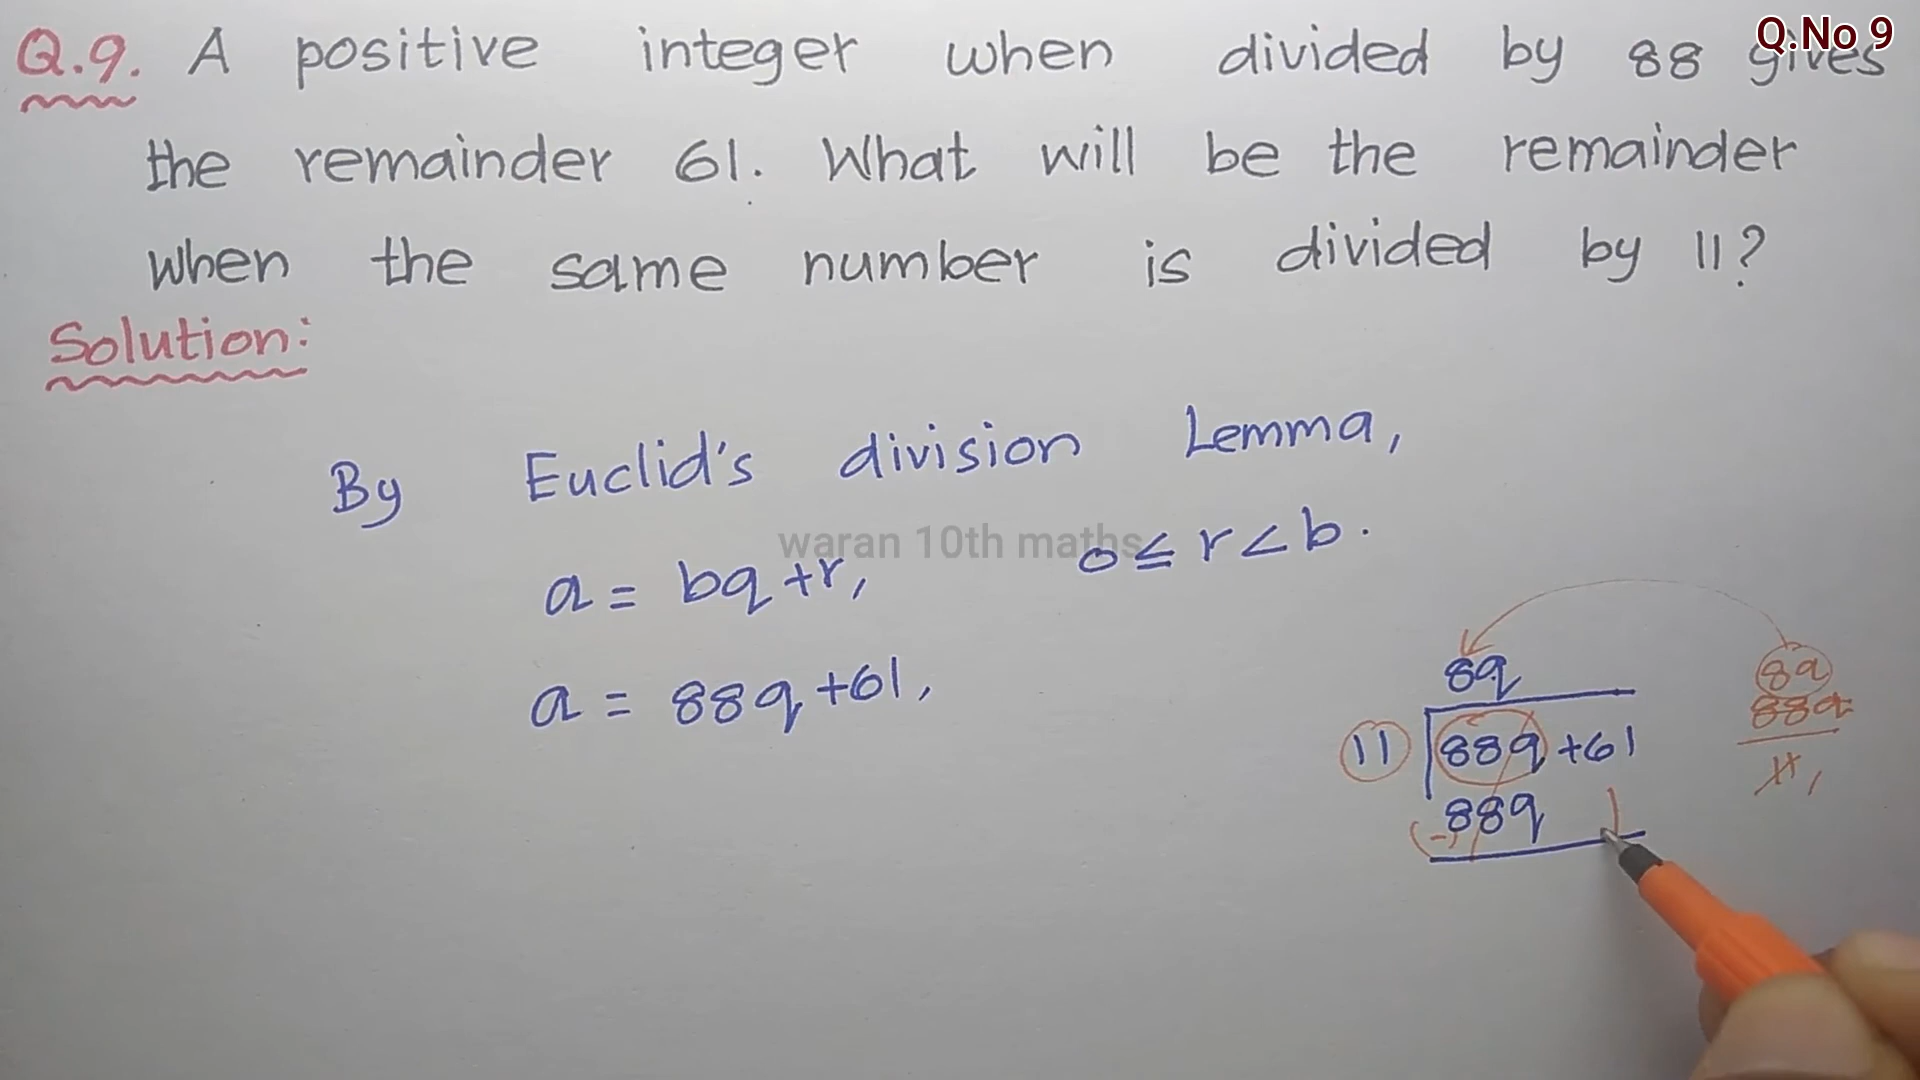 Q.No 9
Q.9. A positive integer when divided by 88 gives
the remainder 61. What will be the remainder
when the same number is divided by 11?
Solution:
By Euclid's division Lemma,
waran 10th maths
a = bq + r, 0 ≤ r < b.
a = 88q + 61,
8q
11 88q + 61
88q
(-)
8q
88q
11,